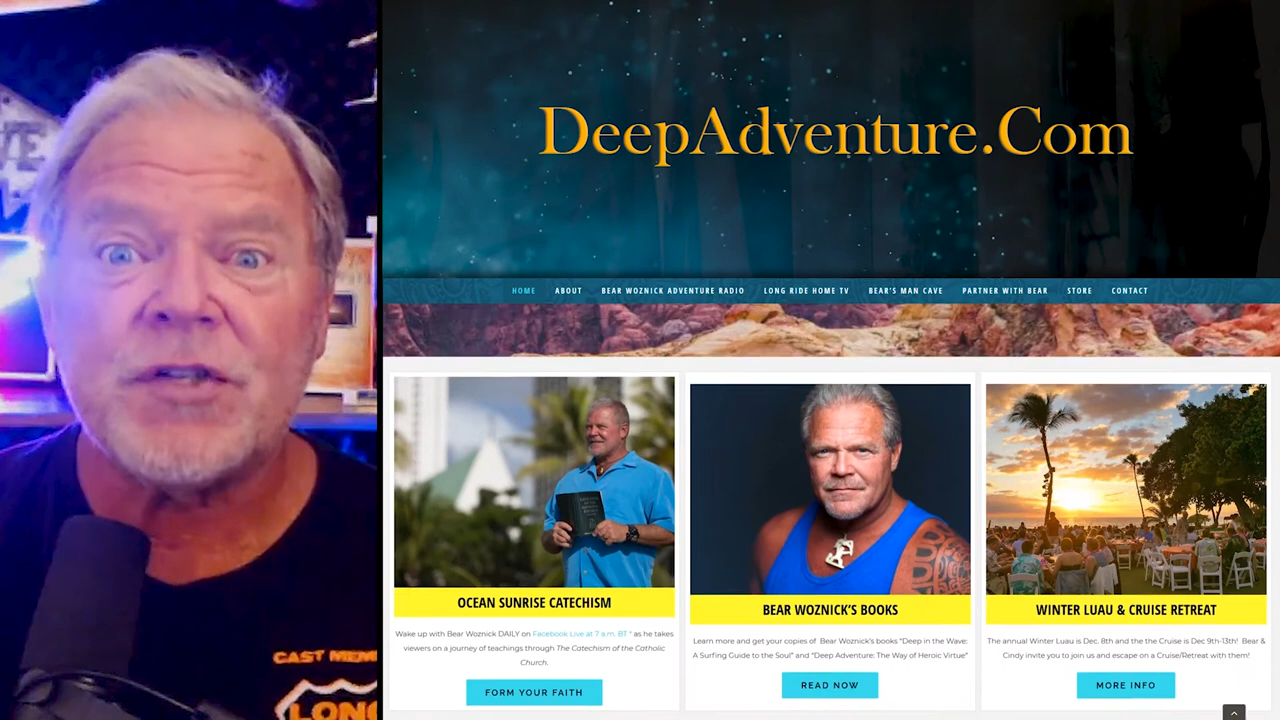 DeepAdventure.Com
HOME ABOUT BEAR WOZNICK ADVENTURE RADIO LONG RIDE HOME TV BEAR'S MAN CAVE PARTNER WITH BEAR STORE CONTACT
OCEAN SUNRISE CATECHISM
Wake up with Bear Woznick DAILY on Facebook Live at 7 a.m. BT * as he takes
viewers on a journey of teachings through The Catechism of the Catholic
Church.
FORM YOUR FAITH
BEAR WOZNICK'S BOOKS
Learn more and get your copies of Bear Woznick's books "Deep in the Wave:
A Surfing Guide to the Soul" and "Deep Adventure: The Way of Heroic Virtue"
READ NOW
WINTER LUAU & CRUISE RETREAT
The annual Winter Luau is Dec. 8th and the the Cruise is Dec 9th-13th! Bear &
Cindy invite you to join us and escape on a Cruise/Retreat with them!
MORE INFO
CAST MEM
LONG